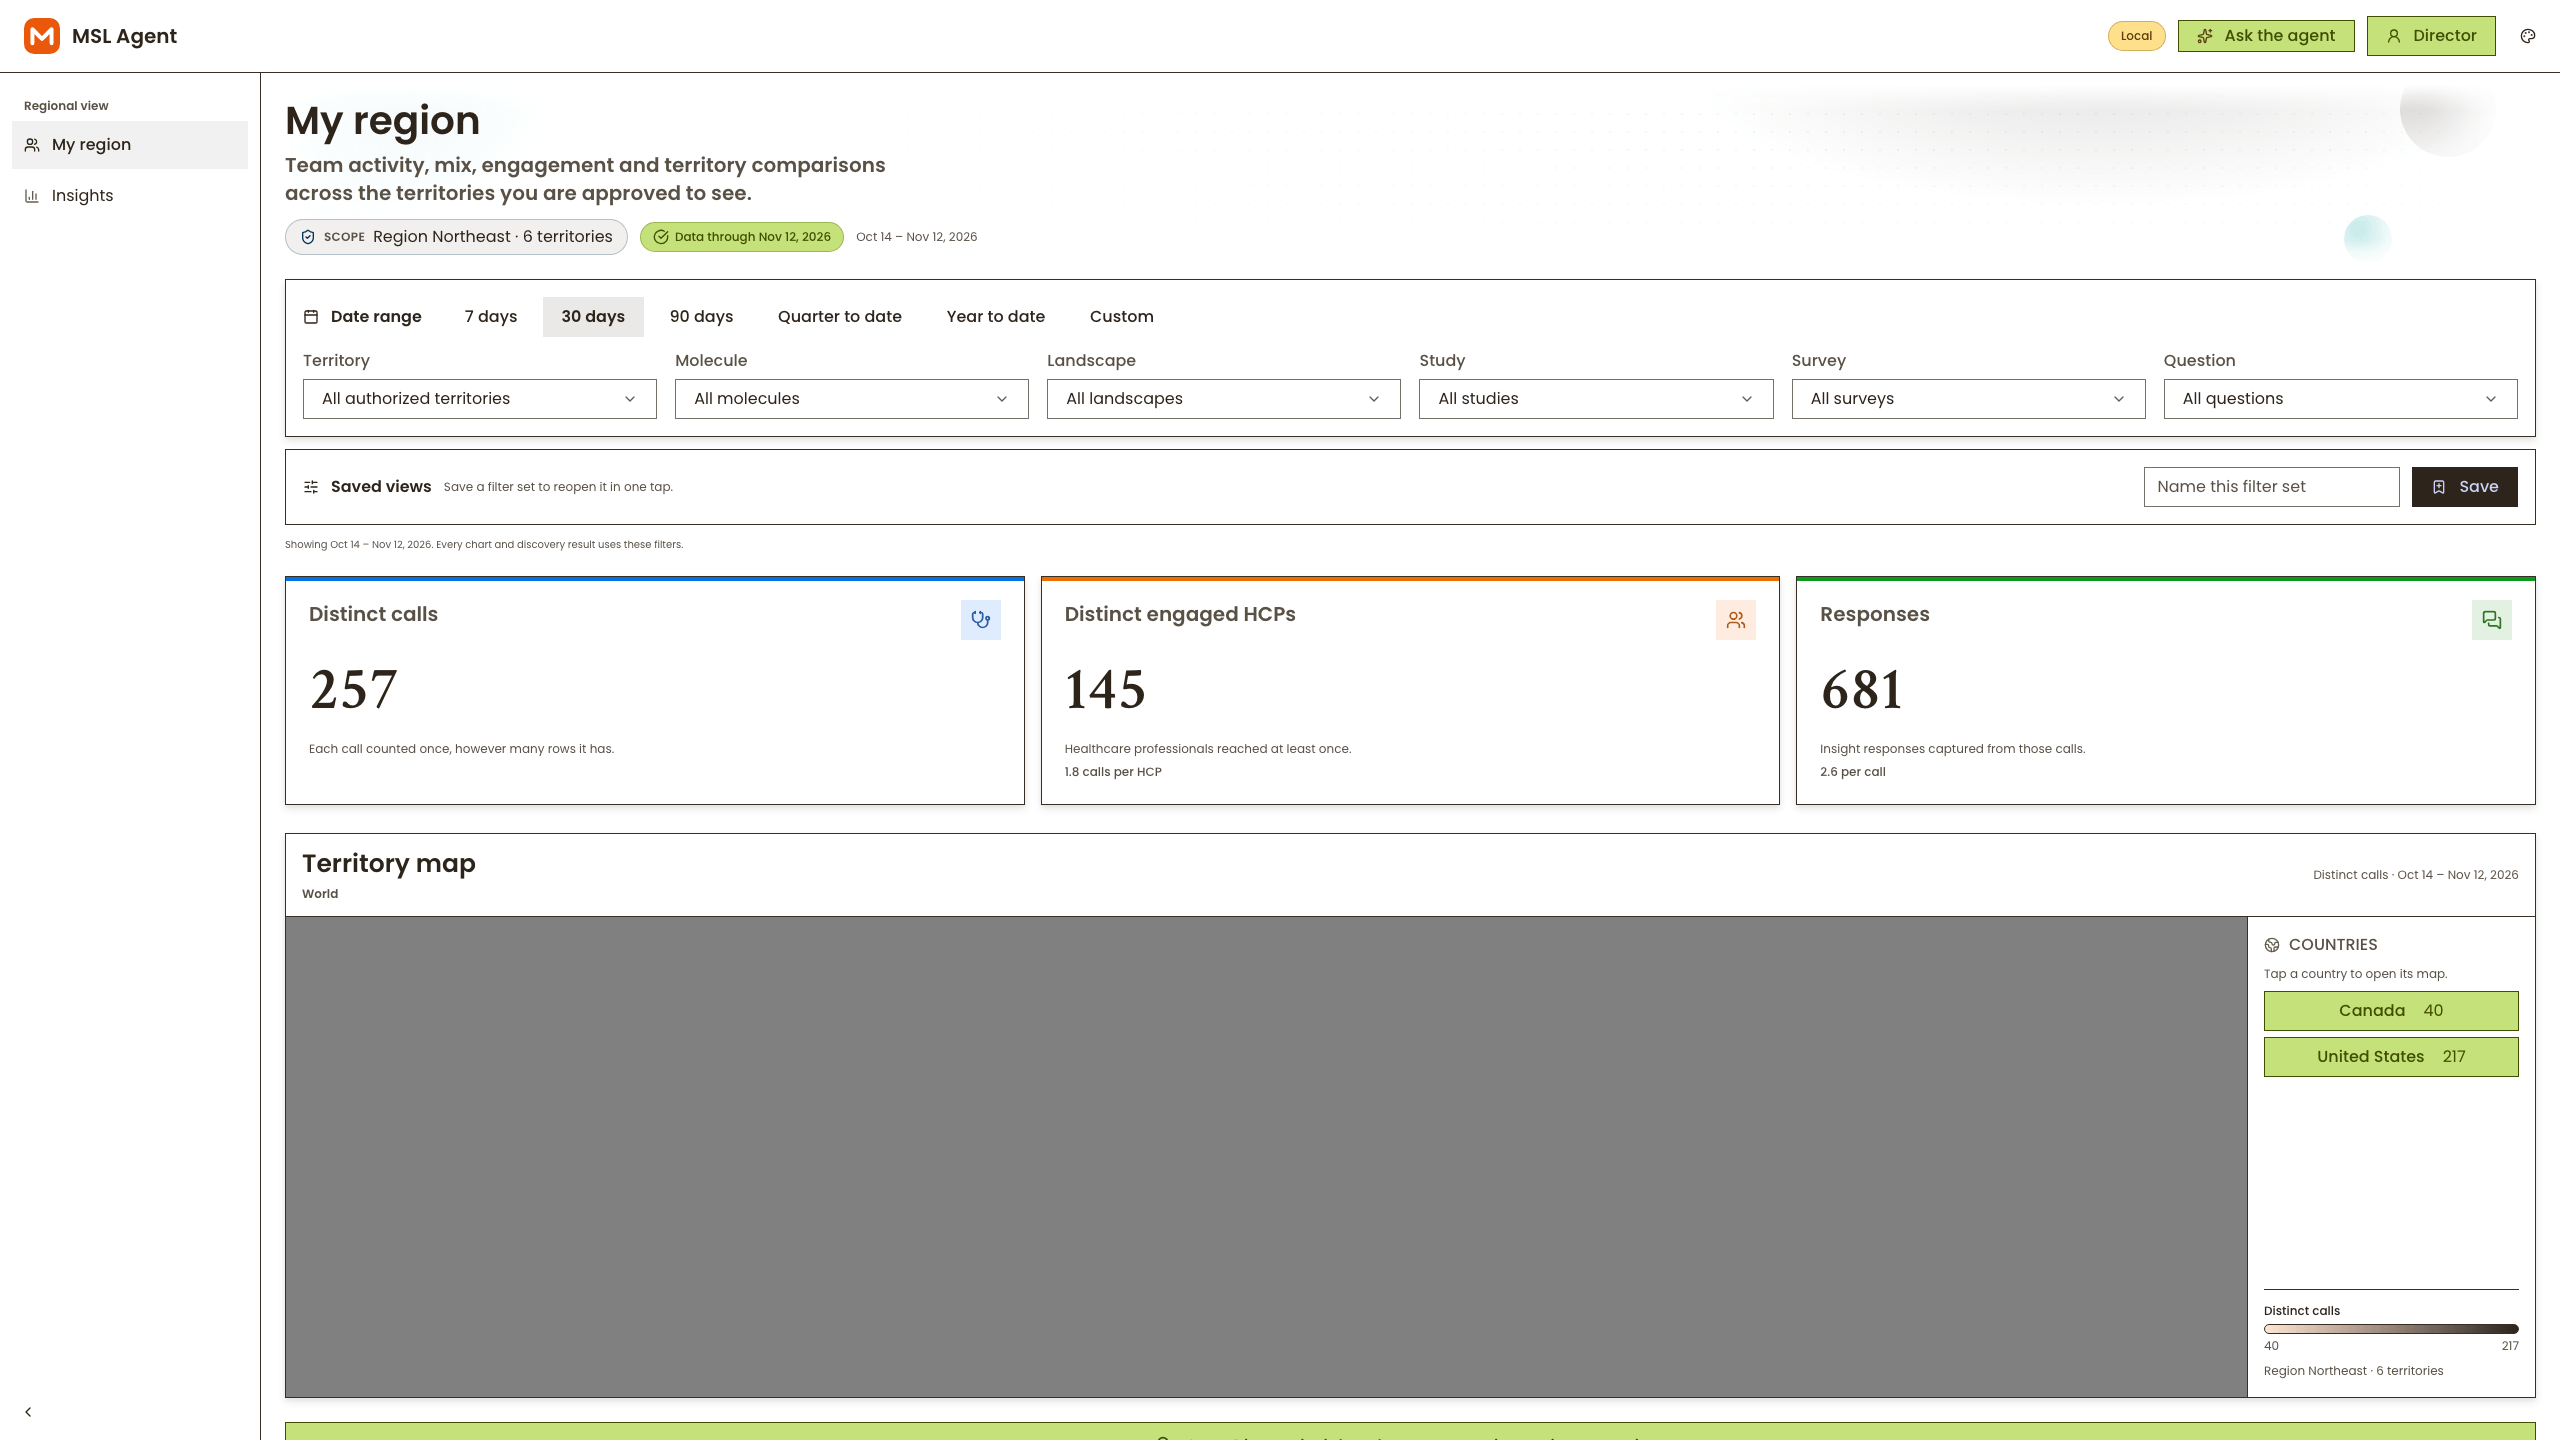 MSL Agent
Local
Ask the agent
Director
Regional view
My region
Insights
My region
Team activity, mix, engagement and territory comparisons
across the territories you are approved to see.
SCOPE Region Northeast · 6 territories
Data through Nov 12, 2026
Oct 14 – Nov 12, 2026
Date range
7 days
30 days
90 days
Quarter to date
Year to date
Custom
Territory
Molecule
Landscape
Study
Survey
Question
All authorized territories
All molecules
All landscapes
All studies
All surveys
All questions
Saved views
Save a filter set to reopen it in one tap.
Name this filter set
Save
Showing Oct 14 – Nov 12, 2026. Every chart and discovery result uses these filters.
Distinct calls
257
Each call counted once, however many rows it has.
Distinct engaged HCPs
145
Healthcare professionals reached at least once.
1.8 calls per HCP
Responses
681
Insight responses captured from those calls.
2.6 per call
Territory map
World
Distinct calls · Oct 14 – Nov 12, 2026
COUNTRIES
Tap a country to open its map.
Canada 40
United States 217
Distinct calls
40
217
Region Northeast · 6 territories